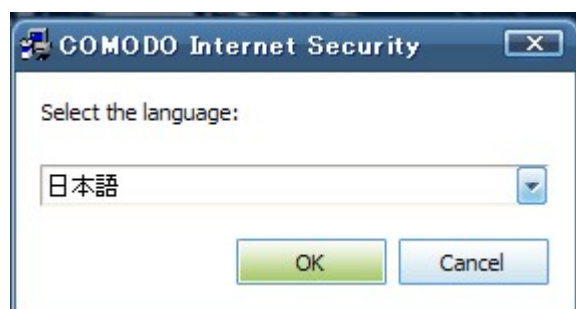 COMODO Internet Security
Select the language:
日本語
OK Cancel